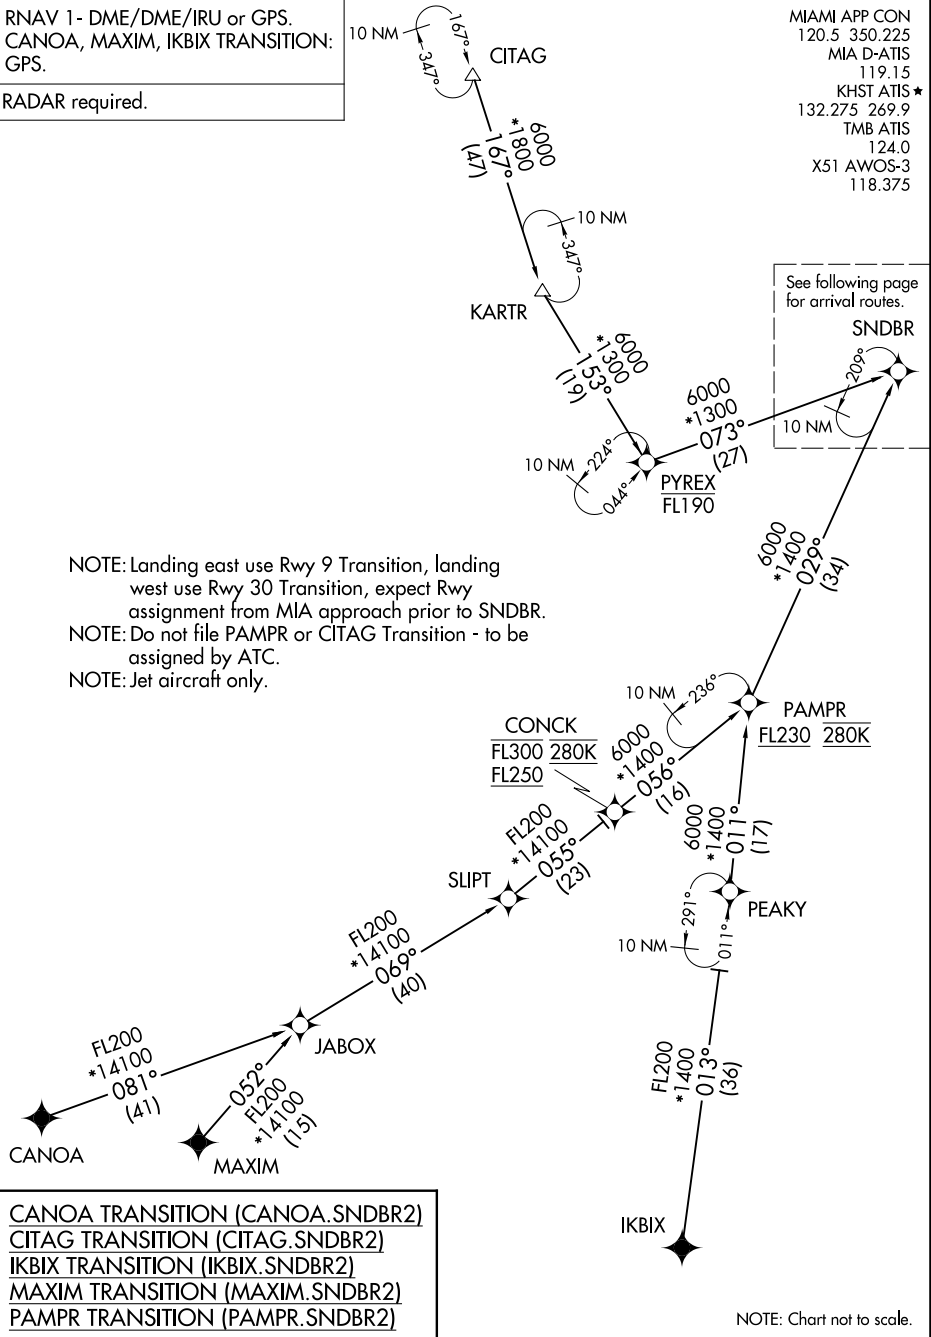 RNAV 1- DME/DME/IRU or GPS.
CANOA, MAXIM, IKBIX TRANSITION:
GPS.
RADAR required.
MIAMI APP CON
120.5 350.225
MIA D-ATIS
119.15
KHST ATIS★
132.275 269.9
TMB ATIS
124.0
X51 AWOS-3
118.375
10 NM
167°
347°
CITAG
6000
*1800
167°
(47)
10 NM
347°
KARTR
6000
*1300
153°
(19)
See following page
for arrival routes.
SNDBR
209°
10 NM
6000
*1300
073°
(27)
10 NM
224°
044°
PYREX
FL190
6000
*1400
029°
(34)
NOTE: Landing east use Rwy 9 Transition, landing
west use Rwy 30 Transition, expect Rwy
assignment from MIA approach prior to SNDBR.
NOTE: Do not file PAMPR or CITAG Transition - to be
assigned by ATC.
NOTE: Jet aircraft only.
10 NM
236°
PAMPR
FL230 280K
CONCK
FL300 280K
FL250
6000
*1400
056°
(16)
6000
*1400
011°
(17)
FL200
*14100
055°
(23)
SLIPT
PEAKY
291°
011°
10 NM
FL200
*14100
069°
(40)
JABOX
FL200
*14100
081°
(41)
052°
FL200
*14100
(15)
FL200
*1400
013°
(36)
CANOA
MAXIM
IKBIX
CANOA TRANSITION (CANOA.SNDBR2)
CITAG TRANSITION (CITAG.SNDBR2)
IKBIX TRANSITION (IKBIX.SNDBR2)
MAXIM TRANSITION (MAXIM.SNDBR2)
PAMPR TRANSITION (PAMPR.SNDBR2)
NOTE: Chart not to scale.